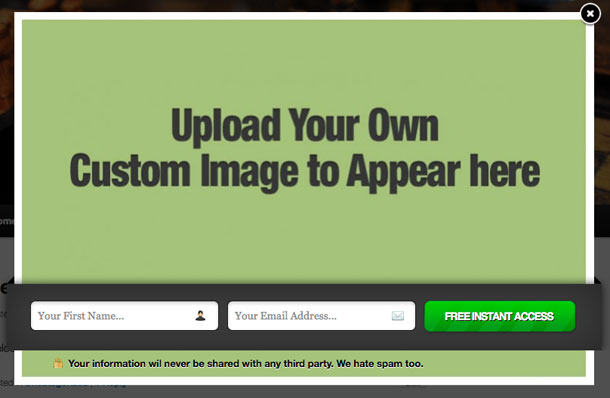 Upload Your Own
Custom Image to Appear here
Your First Name...
Your Email Address...
FREE INSTANT ACCESS
Your information wil never be shared with any third party. We hate spam too.